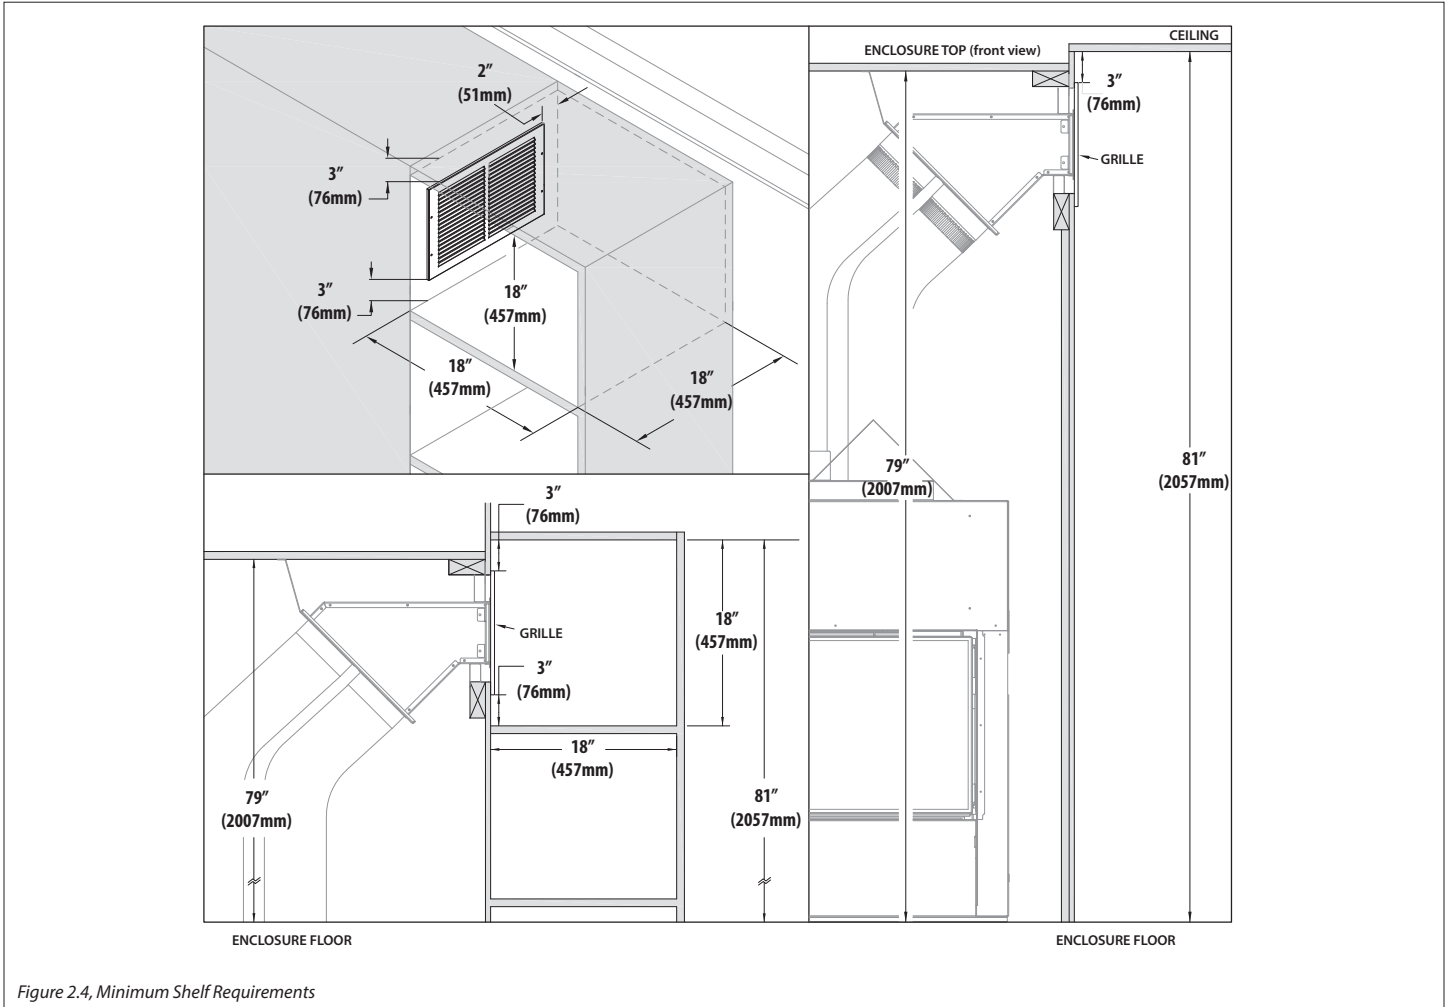 2″
(51mm)
3″
(76mm)
3″
(76mm)
18″
(457mm)
18″
(457mm)
18″
(457mm)
ENCLOSURE TOP (front view)
CEILING
3″
(76mm)
GRILLE
79″
(2007mm)
81″
(2057mm)
3″
(76mm)
GRILLE
3″
(76mm)
18″
(457mm)
18″
(457mm)
79″
(2007mm)
81″
(2057mm)
ENCLOSURE FLOOR
ENCLOSURE FLOOR
Figure 2.4, Minimum Shelf Requirements